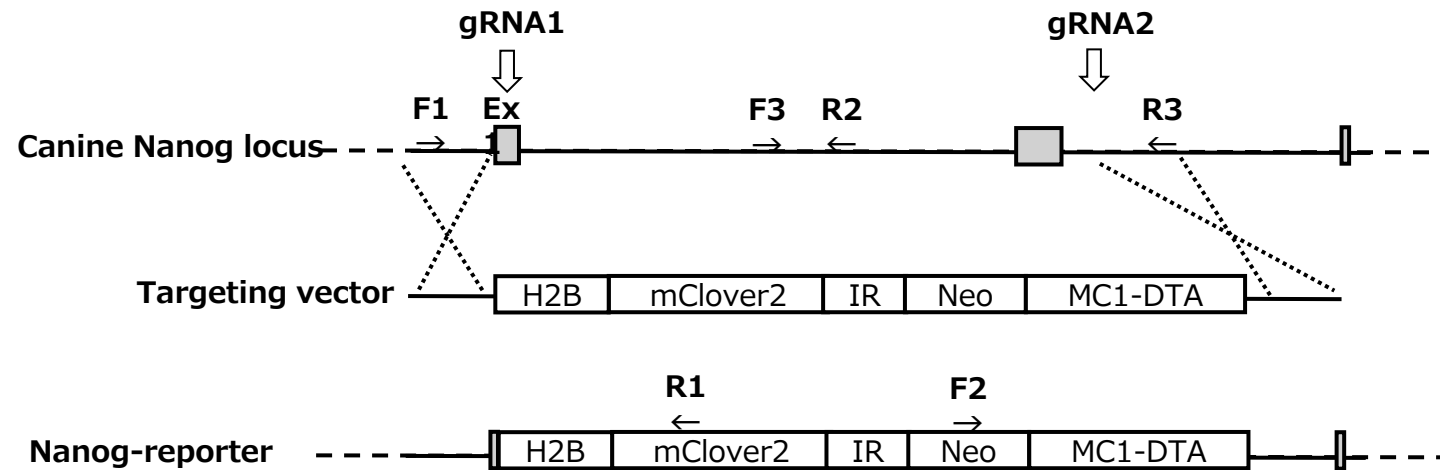 gRNA1 gRNA2
F1 Ex F3 R2 R3
1
Canine Nanog locus
Targeting vector H2B mClover2 IR Neo MC1-DTA
R1 F2
Nanog-reporter H2B mClover2 IR Neo MC1-DTA